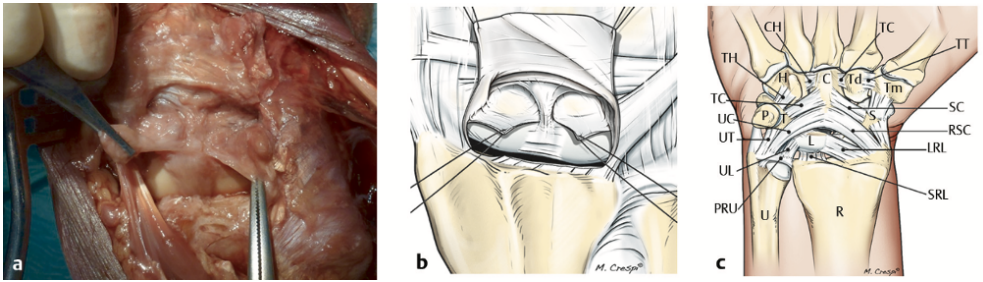 a
b
M. Crespi©
c
CH
TC
TH
TT
H
C
Td
Tm
TC
P
T
S
SC
UC
RSC
UT
L
LRL
UL
SRL
PRU
U
R
M. Crespi©